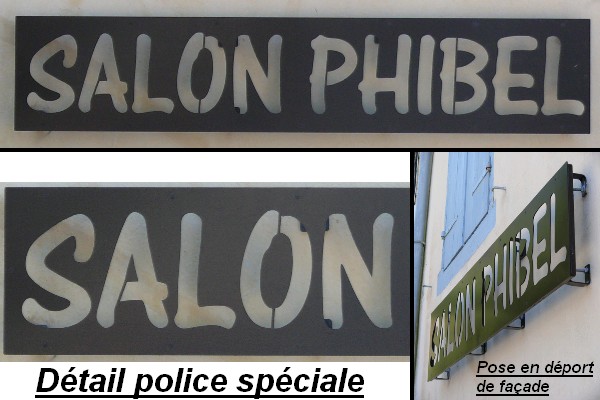 SALON PHIBEL
SALON
Détail police spéciale
SALON PHIBEL
Pose en déport
de façade